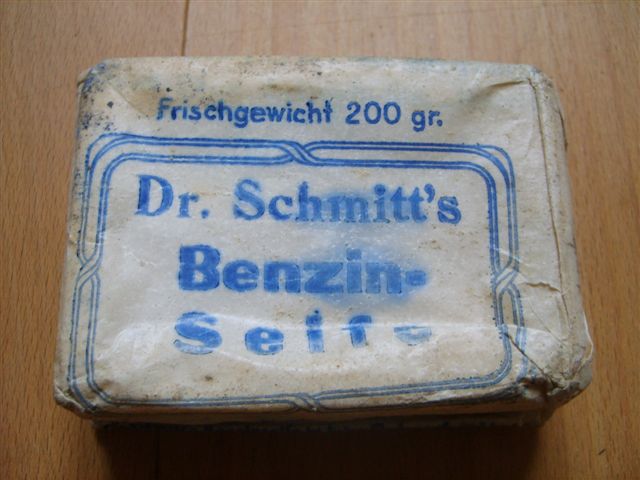 Frischgewicht 200 gr.
Dr. Schmitt's
Benzin-
Seife